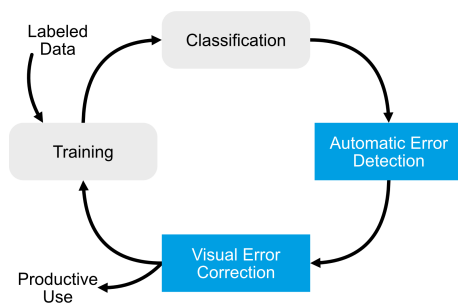 Labeled
Data
Classification
Training
Automatic Error
Detection
Visual Error
Correction
Productive
Use